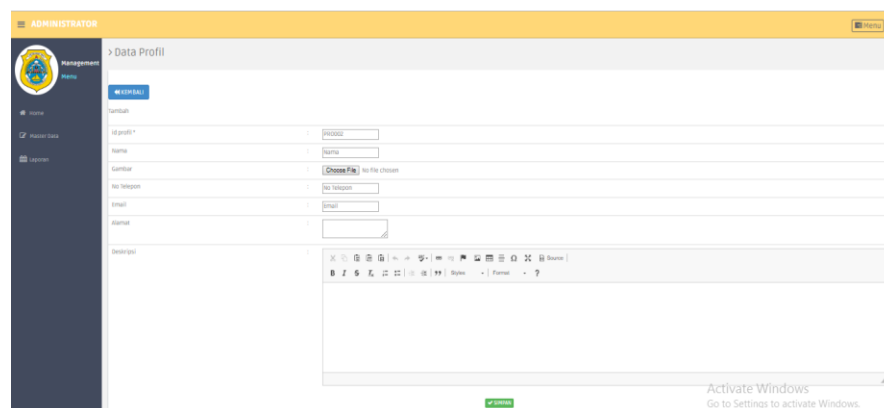 ADMINISTRATOR
Menu
Management
Menu
> Data Profil
KEMBALI
Tambah
Home
Master Data
Laporan
id profil * : PRO002
Nama : Nama
Gambar : Choose File No file chosen
No Telepon : No Telepon
Email : Email
Alamat :
Deskripsi :
Source
B I S Tx Styles Format ?
SIMPAN
Activate Windows
Go to Settings to activate Windows.